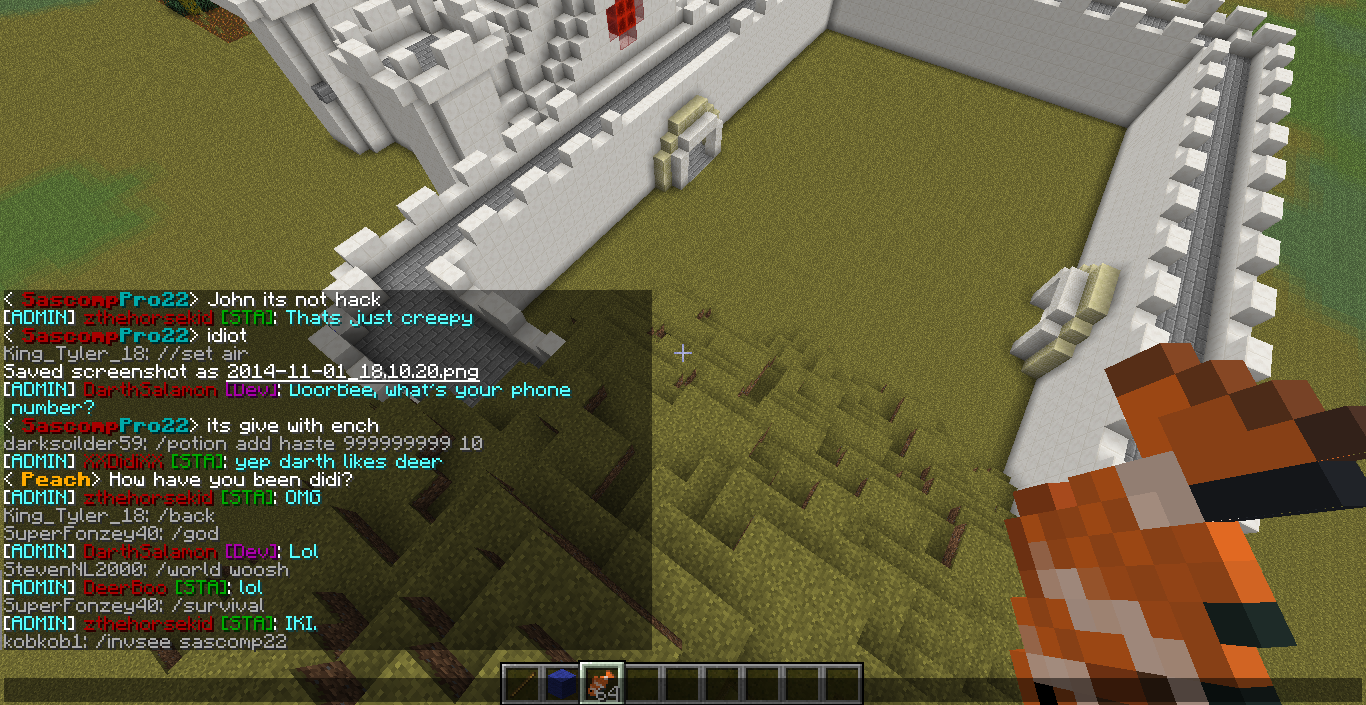 < SascompPro22> John its not hack
[ADMIN] zthehorsekid [STA]: Thats just creepy
< SascompPro22> idiot
King_Tyler_18: //set air
Saved screenshot as 2014-11-01_18.10.20.png
[ADMIN] DarthSalamon [Dev]: DoorBee, what's your phone
number?
< SascompPro22> its give with ench
darksoilder59: /potion add haste 999999999 10
[ADMIN] XXDidiXX [STA]: yep darth likes deer
< Peach> How have you been didi?
[ADMIN] zthehorsekid [STA]: OMG
King_Tyler_18: /back
SuperFonzey40: /god
[ADMIN] DarthSalamon [Dev]: Lol
StevenNL2000: /world woosh
[ADMIN] DeerBoo [STA]: lol
SuperFonzey40: /survival
[ADMIN] zthehorsekid [STA]: IKI.
kobkob1: /invsee sascomp22
64